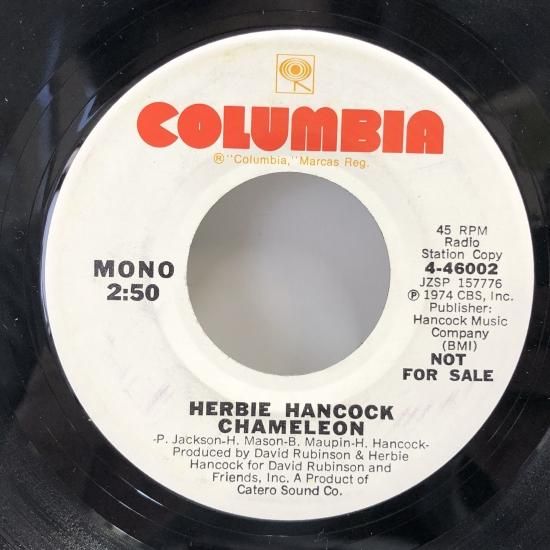 COLUMBIA
®"Columbia," Marcas Reg.
MONO
2:50
45 RPM
Radio
Station Copy
4-46002
JZSP 157776
℗ 1974 CBS, Inc.
Publisher:
Hancock Music
Company
(BMI)
NOT
FOR SALE
HERBIE HANCOCK
CHAMELEON
-P. Jackson-H. Mason-B. Maupin-H. Hancock-
Produced by David Rubinson & Herbie
Hancock for David Rubinson and
Friends, Inc. A Product of
Catero Sound Co.